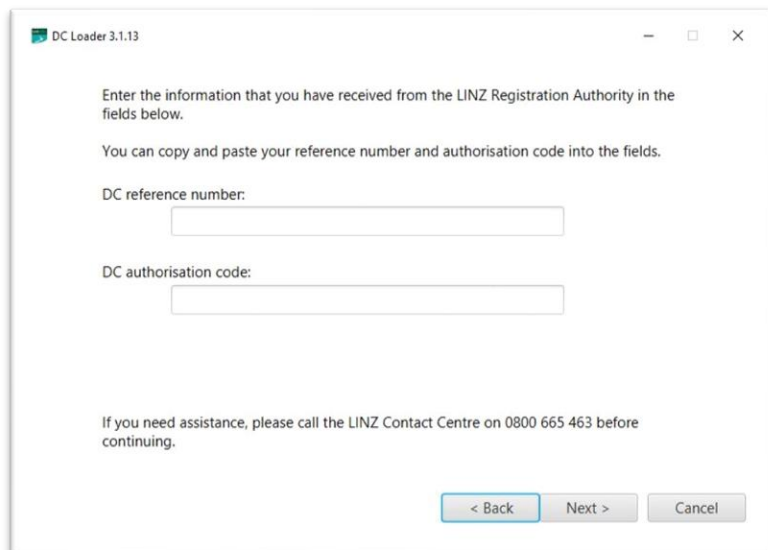 DC Loader 3.1.13
Enter the information that you have received from the LINZ Registration Authority in the
fields below.
You can copy and paste your reference number and authorisation code into the fields.
DC reference number:
DC authorisation code:
If you need assistance, please call the LINZ Contact Centre on 0800 665 463 before
continuing.
< Back Next > Cancel